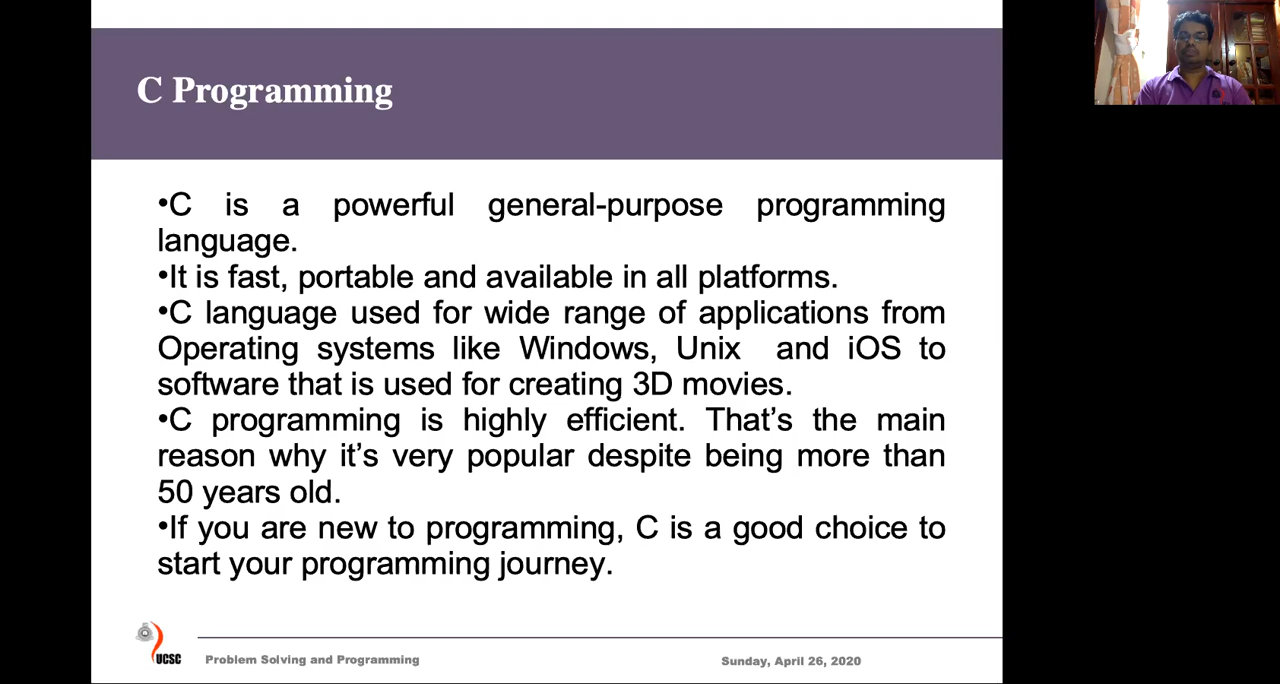 C Programming
•C is a powerful general-purpose programming
language.
•It is fast, portable and available in all platforms.
•C language used for wide range of applications from
Operating systems like Windows, Unix and iOS to
software that is used for creating 3D movies.
•C programming is highly efficient. That's the main
reason why it's very popular despite being more than
50 years old.
•If you are new to programming, C is a good choice to
start your programming journey.
UCSC
Problem Solving and Programming
Sunday, April 26, 2020